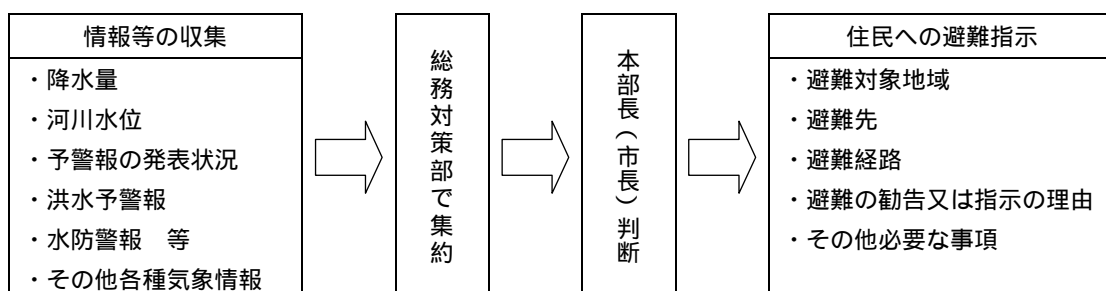 情報等の収集
・降水量
・河川水位
・予警報の発表状況
・洪水予警報
・水防警報　等
・その他各種気象情報
総務対策部で集約
本部長（市長）判断
住民への避難指示
・避難対象地域
・避難先
・避難経路
・避難の勧告又は指示の理由
・その他必要な事項